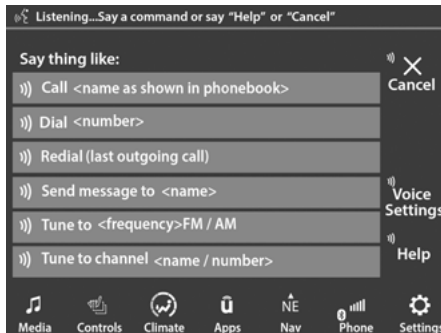 Listening...Say a command or say “Help” or “Cancel”
Say thing like:
Call <name as shown in phonebook>
Dial <number>
Redial (last outgoing call)
Send message to <name>
Tune to <frequency>FM / AM
Tune to channel <name / number>
Cancel
Voice
Settings
Help
NE
Media Controls Climate Apps Nav Phone Settings